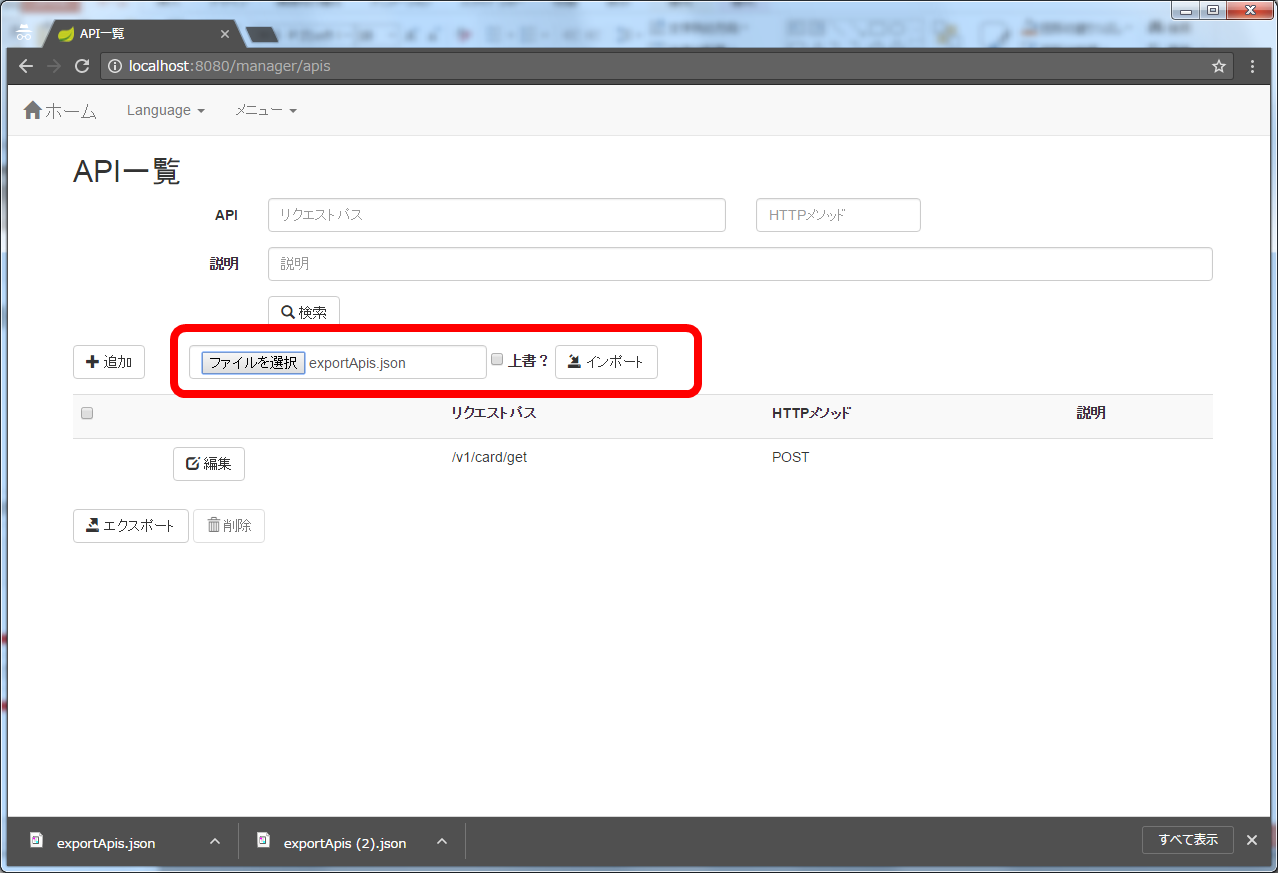 API一覧
localhost:8080/manager/apis
ホーム Language メニュー
API一覧
API リクエストパス HTTPメソッド
説明 説明
検索
追加 ファイルを選択 exportApis.json 上書？ インポート
リクエストパス HTTPメソッド 説明
編集 /v1/card/get POST
エクスポート 削除
exportApis.json exportApis (2).json すべて表示